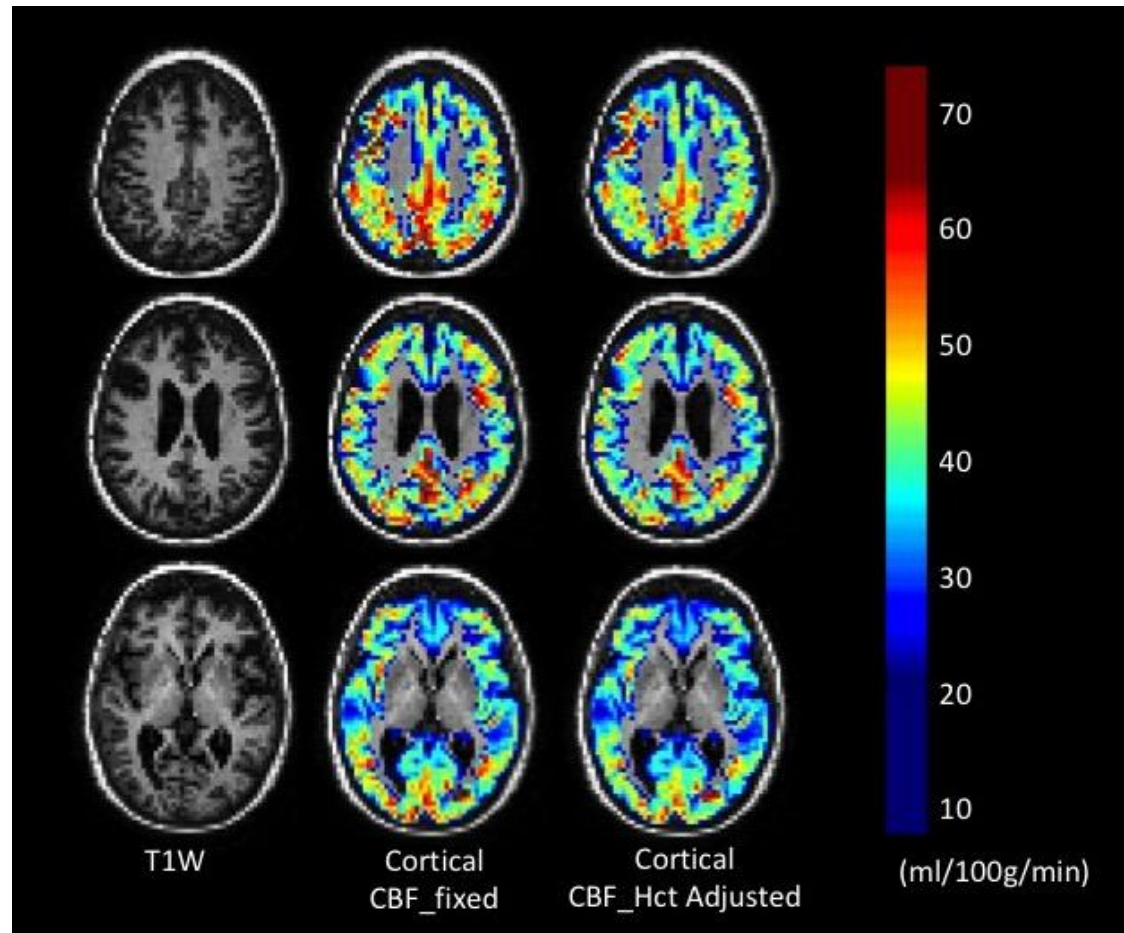 70
60
50
40
30
20
10
(ml/100g/min)
T1W
Cortical
CBF_fixed
Cortical
CBF_Hct Adjusted